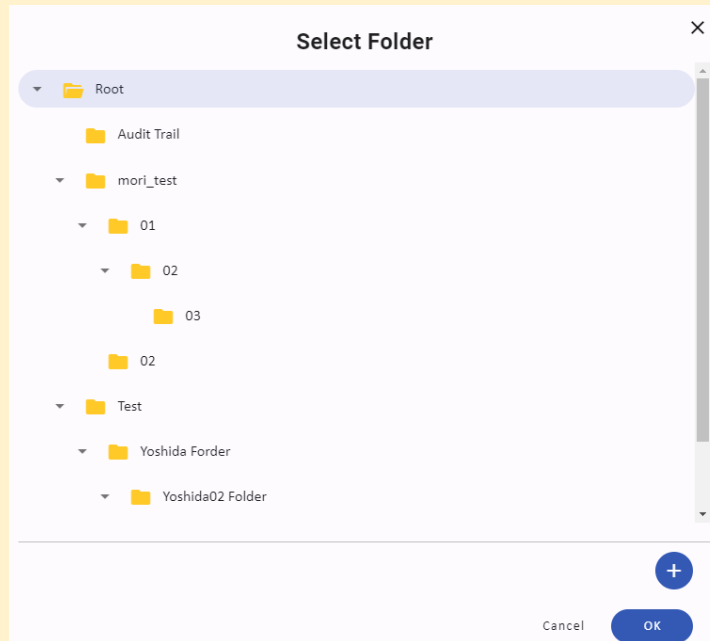 Select Folder
Root
Audit Trail
mori_test
01
02
03
02
Test
Yoshida Forder
Yoshida02 Folder
Cancel
OK